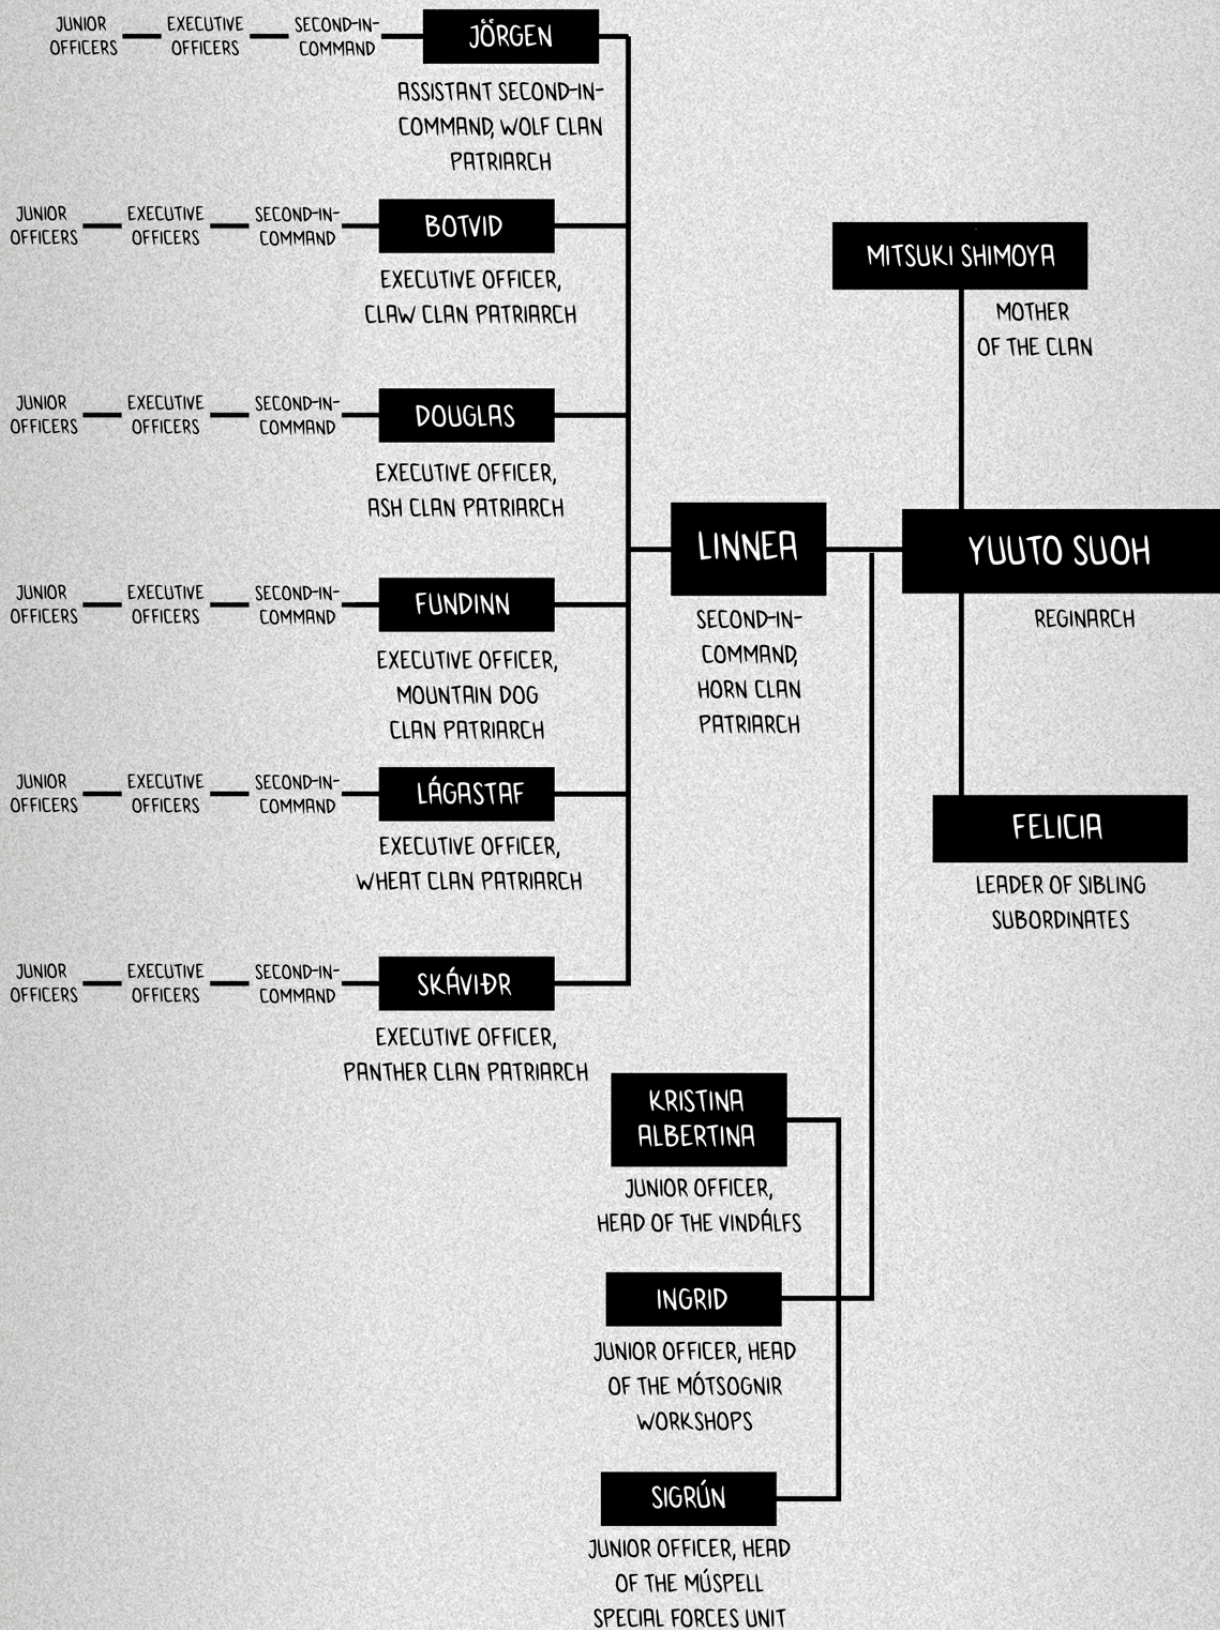 JUNIOR
OFFICERS
EXECUTIVE
OFFICERS
SECOND-IN-
COMMAND
JÖRGEN
ASSISTANT SECOND-IN-
COMMAND, WOLF CLAN
PATRIARCH
JUNIOR
OFFICERS
EXECUTIVE
OFFICERS
SECOND-IN-
COMMAND
BOTVID
EXECUTIVE OFFICER,
CLAW CLAN PATRIARCH
JUNIOR
OFFICERS
EXECUTIVE
OFFICERS
SECOND-IN-
COMMAND
DOUGLAS
EXECUTIVE OFFICER,
ASH CLAN PATRIARCH
JUNIOR
OFFICERS
EXECUTIVE
OFFICERS
SECOND-IN-
COMMAND
FUNDINN
EXECUTIVE OFFICER,
MOUNTAIN DOG
CLAN PATRIARCH
JUNIOR
OFFICERS
EXECUTIVE
OFFICERS
SECOND-IN-
COMMAND
LÁGASTAF
EXECUTIVE OFFICER,
WHEAT CLAN PATRIARCH
JUNIOR
OFFICERS
EXECUTIVE
OFFICERS
SECOND-IN-
COMMAND
SKÁVIÐR
EXECUTIVE OFFICER,
PANTHER CLAN PATRIARCH
LINNEA
SECOND-IN-
COMMAND,
HORN CLAN
PATRIARCH
MITSUKI SHIMOYA
MOTHER
OF THE CLAN
YUUTO SUOH
REGINARCH
FELICIA
LEADER OF SIBLING
SUBORDINATES
KRISTINA
ALBERTINA
JUNIOR OFFICER,
HEAD OF THE VINDÁLFS
INGRID
JUNIOR OFFICER, HEAD
OF THE MÓTSOGNIR
WORKSHOPS
SIGRÚN
JUNIOR OFFICER, HEAD
OF THE MÚSPELL
SPECIAL FORCES UNIT